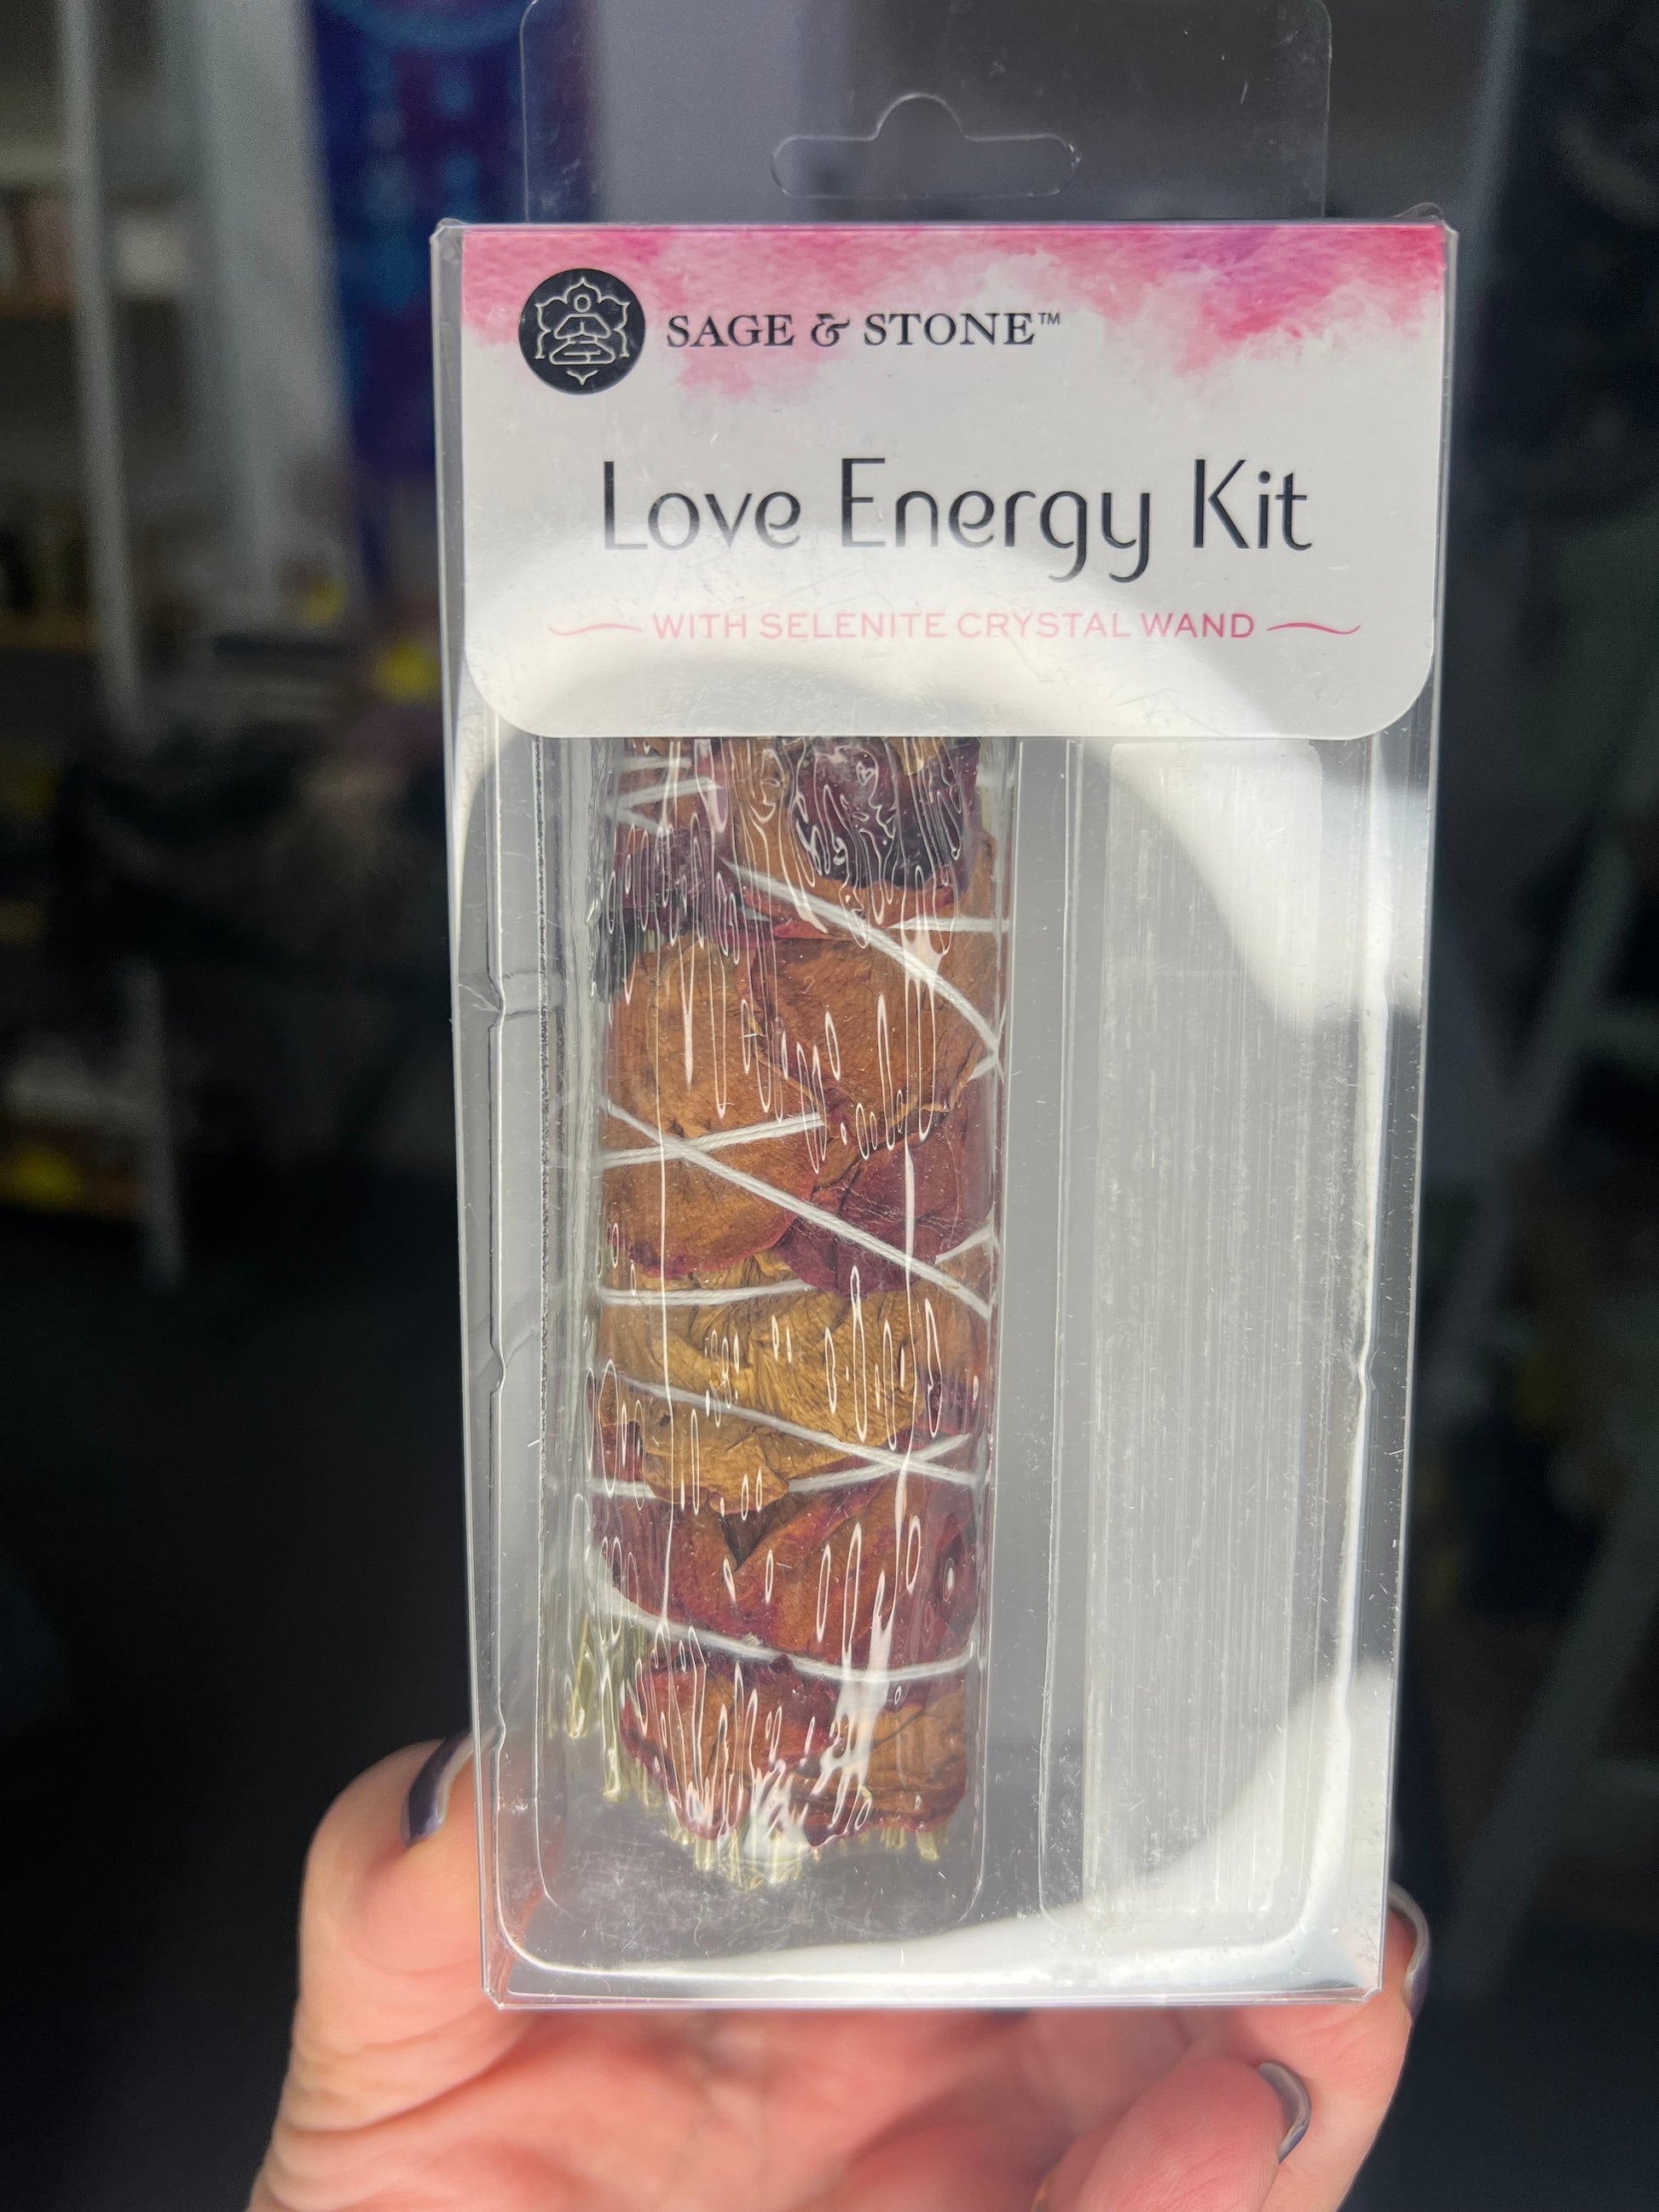 SAGE & STONE™
Love Energy Kit
WITH SELENITE CRYSTAL WAND